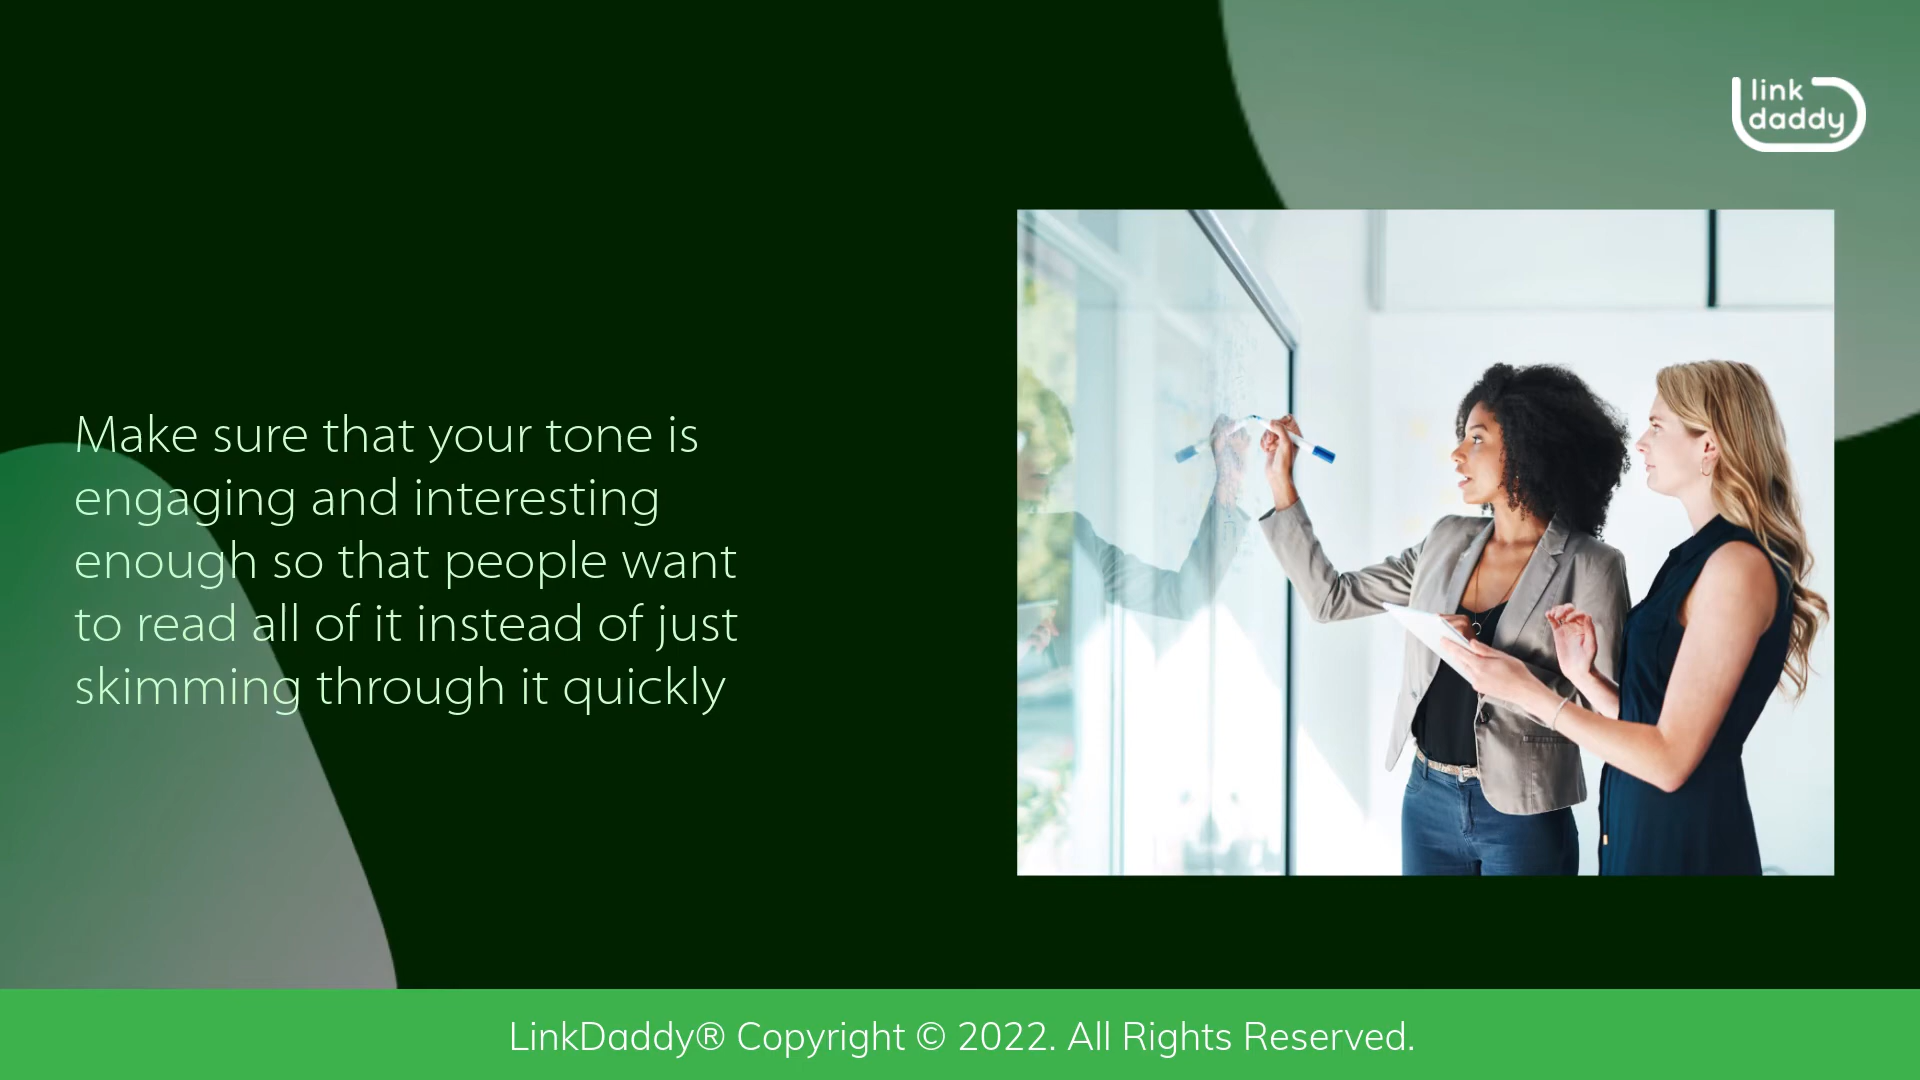 link
daddy
Make sure that your tone is
engaging and interesting
enough so that people want
to read all of it instead of just
skimming through it quickly
LinkDaddy® Copyright © 2022. All Rights Reserved.